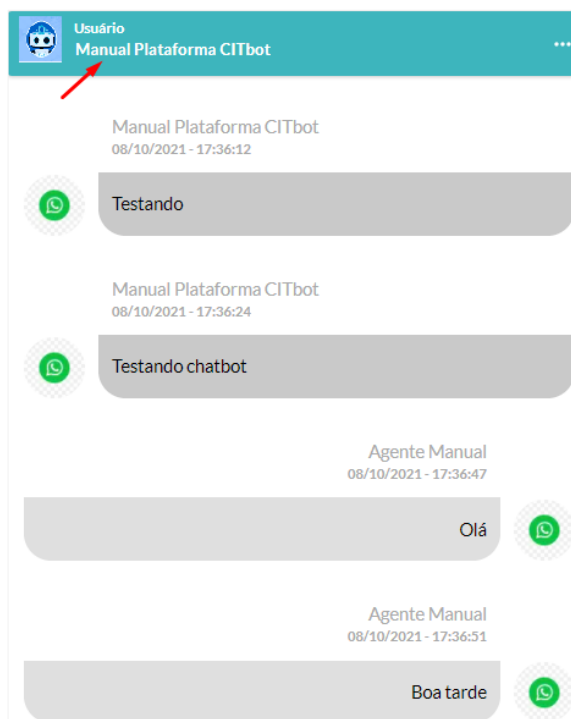 Usuário
Manual Plataforma CITbot
Manual Plataforma CITbot
08/10/2021 - 17:36:12
Testando
Manual Plataforma CITbot
08/10/2021 - 17:36:24
Testando chatbot
Agente Manual
08/10/2021 - 17:36:47
Olá
Agente Manual
08/10/2021 - 17:36:51
Boa tarde